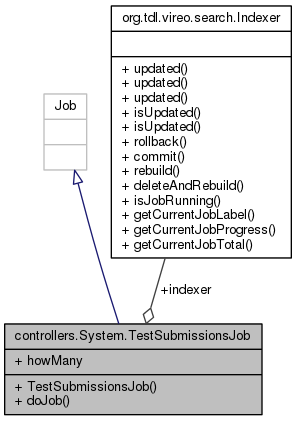 org.tdl.vireo.search.Indexer
+ updated()
+ updated()
+ updated()
+ isUpdated()
+ isUpdated()
+ rollback()
+ commit()
+ rebuild()
+ deleteAndRebuild()
+ isJobRunning()
+ getCurrentJobLabel()
+ getCurrentJobProgress()
+ getCurrentJobTotal()
Job
+indexer
controllers.System.TestSubmissionsJob
+ howMany
+ TestSubmissionsJob()
+ doJob()